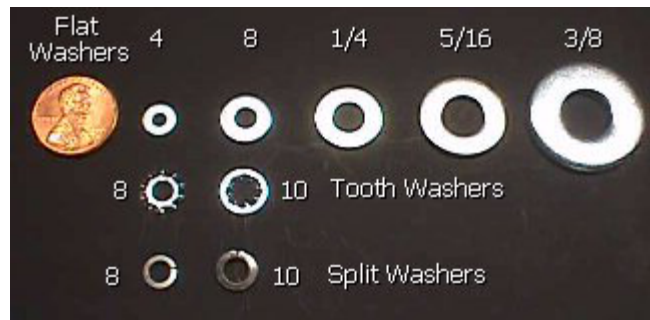 Flat
Washers
4 8 1/4 5/16 3/8
8 10 Tooth Washers
8 10 Split Washers